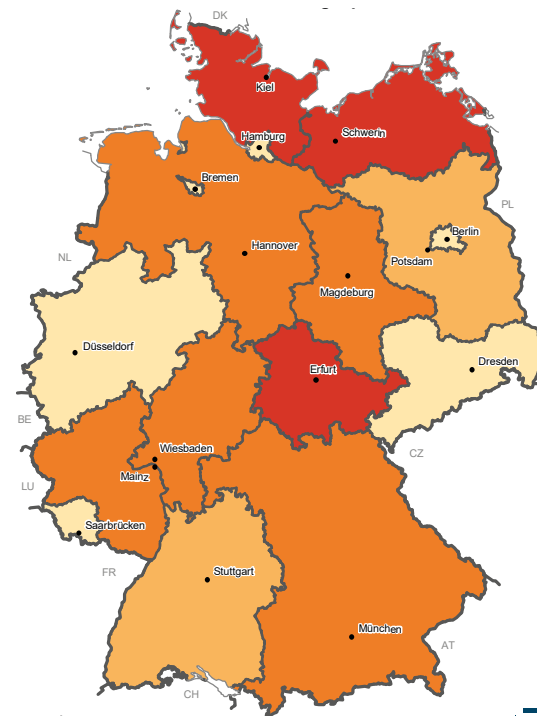 DK
Kiel
Schwerin
Hamburg
Bremen
PL
Berlin
Hannover
NL
Potsdam
Magdeburg
Düsseldorf
Dresden
Erfurt
BE
Wiesbaden
CZ
Mainz
LU
Saarbrücken
FR
Stuttgart
München
AT
CH